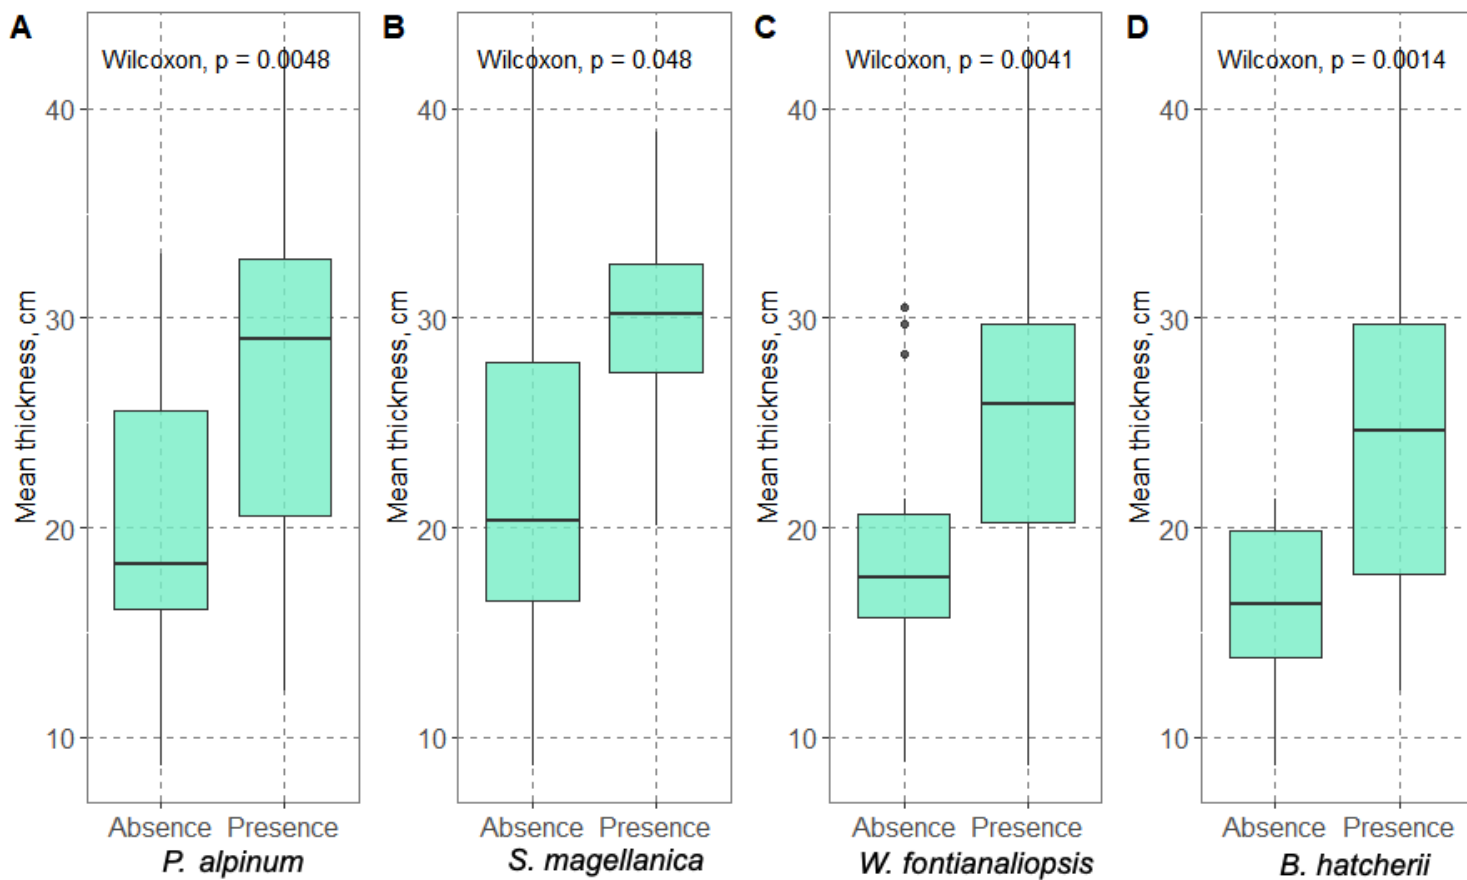 A
B
C
D
Wilcoxon, p = 0.0048
Wilcoxon, p = 0.048
Wilcoxon, p = 0.0041
Wilcoxon, p = 0.0014
Mean thickness, cm
40
30
20
10
Mean thickness, cm
40
30
20
10
Mean thickness, cm
40
30
20
10
Mean thickness, cm
40
30
20
10
Absence Presence
Absence Presence
Absence Presence
Absence Presence
P. alpinum
S. magellanica
W. fontianaliopsis
B. hatcherii